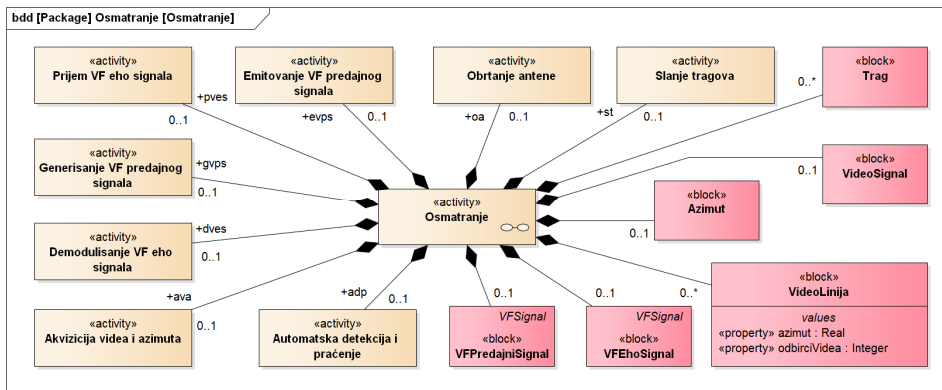 bdd [Package] Osmatranje [Osmatranje]
«activity»
Prijem VF eho signala
«activity»
Emitovanje VF predajnog
signala
«activity»
Obrtanje antene
«activity»
Slanje tragova
«block»
Trag
+pves
0..1
+evps
0..1
+oa
0..1
+st
0..1
0..*
«activity»
Generisanje VF predajnog
signala
+gvps
0..1
«block»
VideoSignal
0..1
«activity»
Osmatranje
«block»
Azimut
0..1
«activity»
Demodulisanje VF eho
signala
+dves
0..1
«block»
VideoLinija
values
«property» azimut : Real
«property» odbirciVidea : Integer
0..*
+ava
0..1
«activity»
Akvizicija videa i azimuta
+adp
0..1
«activity»
Automatska detekcija i
praćenje
0..1
VFSignal
«block»
VFPredajniSignal
0..1
VFSignal
«block»
VFEhoSignal